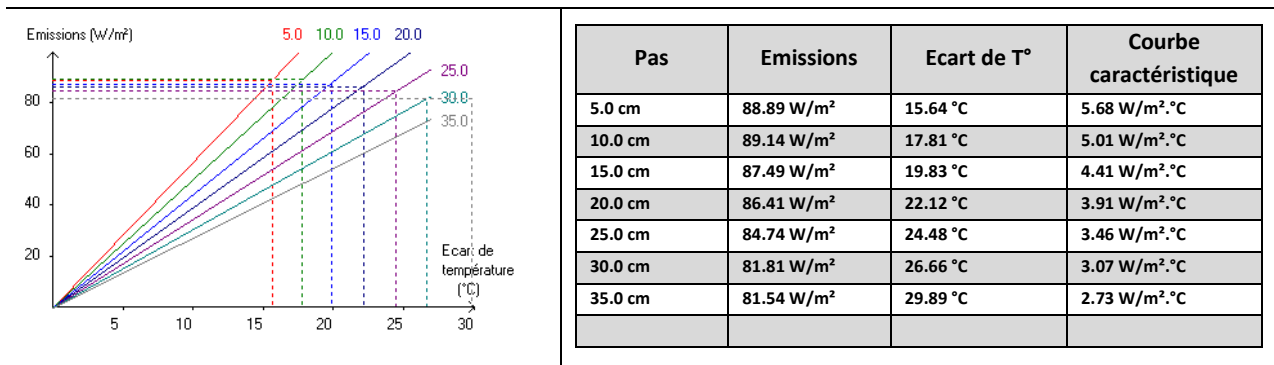 Emissions (W/m²)
5.0 10.0 15.0 20.0
25.0
30.0
35.0
80
60
40
20
Ecart de
température
(°C)
5 10 15 20 25 30
Pas Emissions Ecart de T° Courbe
caractéristique
5.0 cm 88.89 W/m² 15.64 °C 5.68 W/m².°C
10.0 cm 89.14 W/m² 17.81 °C 5.01 W/m².°C
15.0 cm 87.49 W/m² 19.83 °C 4.41 W/m².°C
20.0 cm 86.41 W/m² 22.12 °C 3.91 W/m².°C
25.0 cm 84.74 W/m² 24.48 °C 3.46 W/m².°C
30.0 cm 81.81 W/m² 26.66 °C 3.07 W/m².°C
35.0 cm 81.54 W/m² 29.89 °C 2.73 W/m².°C